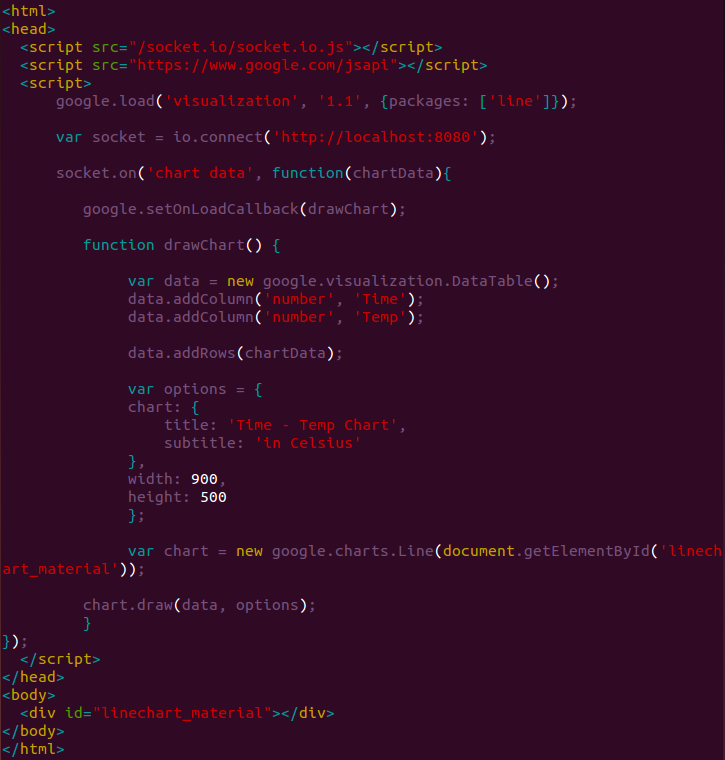 <html>
<head>
  <script src="/socket.io/socket.io.js"></script>
  <script src="https://www.google.com/jsapi"></script>
  <script>
      google.load('visualization', '1.1', {packages: ['line']});

      var socket = io.connect('http://localhost:8080');

      socket.on('chart data', function(chartData){

         google.setOnLoadCallback(drawChart);

         function drawChart() {

              var data = new google.visualization.DataTable();
              data.addColumn('number', 'Time');
              data.addColumn('number', 'Temp');

              data.addRows(chartData);

              var options = {
              chart: {
                  title: 'Time - Temp Chart',
                  subtitle: 'in Celsius'
              },
              width: 900,
              height: 500
              };

              var chart = new google.charts.Line(document.getElementById('linech
art_material'));

         chart.draw(data, options);
         }
});
  </script>
</head>
<body>
  <div id="linechart_material"></div>
</body>
</html>